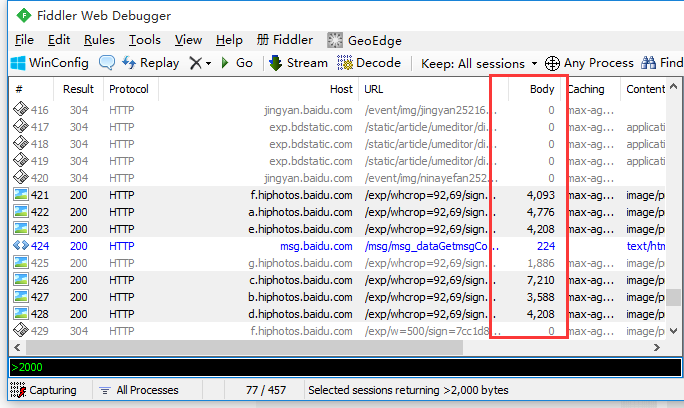 Fiddler Web Debugger
File Edit Rules Tools View Help 册 Fiddler GeoEdge
WinConfig Replay Go Stream Decode Keep: All sessions Any Process Find
# Result Protocol Host URL Body Caching Content
416 304 HTTP jingyan.baidu.com /event/img/jingyan25216... 0 max-ag...
417 304 HTTP exp.bdstatic.com /static/article/umeditor/di... 0 max-ag... applicati
418 304 HTTP exp.bdstatic.com /static/article/umeditor/di... 0 max-ag... applicati
419 304 HTTP exp.bdstatic.com /static/article/umeditor/di... 0 max-ag... applicati
420 304 HTTP jingyan.baidu.com /event/img/ninayefan252... 0 max-ag...
421 200 HTTP f.hiphotos.baidu.com /exp/whcrop=92,69/sign... 4,093 max-ag... image/p
422 200 HTTP a.hiphotos.baidu.com /exp/whcrop=92,69/sign... 4,776 max-ag... image/p
423 200 HTTP e.hiphotos.baidu.com /exp/whcrop=92,69/sign... 4,208 max-ag... image/p
424 200 HTTP msg.baidu.com /msg/msg_dataGetmsgCo... 224 text/htm
425 200 HTTP g.hiphotos.baidu.com /exp/whcrop=92,69/sign... 1,886 max-ag... image/p
426 200 HTTP c.hiphotos.baidu.com /exp/whcrop=92,69/sign... 7,210 max-ag... image/p
427 200 HTTP b.hiphotos.baidu.com /exp/whcrop=92,69/sign... 3,588 max-ag... image/p
428 200 HTTP d.hiphotos.baidu.com /exp/whcrop=92,69/sign... 4,208 max-ag... image/p
429 304 HTTP f.hiphotos.baidu.com /exp/w=500/sign=7cc1d8... 0 max-ag...
>2000
Capturing All Processes 77 / 457 Selected sessions returning >2,000 bytes